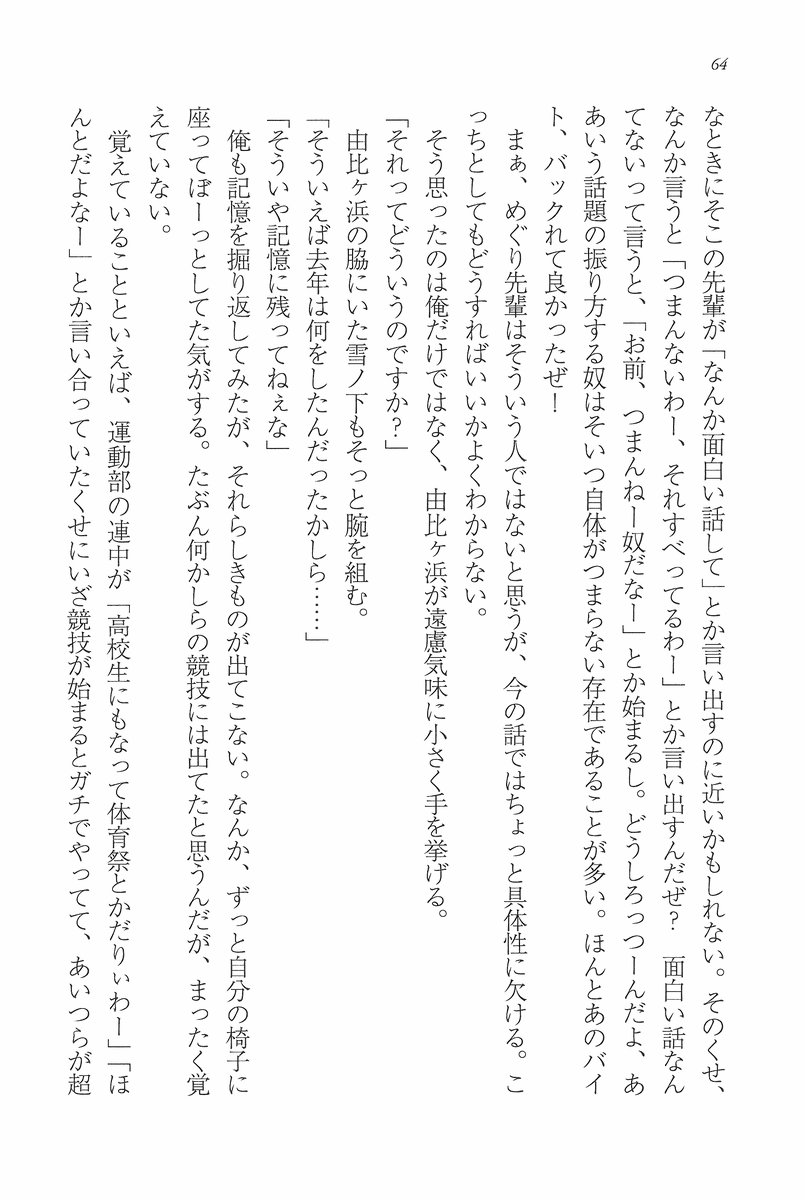 64
なときにそこの先輩が「なんか面白い話して」とか言い出すのに近いかもしれない。そのくせ、
なんか言うと「つまんないわー、それすべってるわー」とか言い出すんだぜ？　面白い話なん
てないって言うと、「お前、つまんねー奴だなー」とか始まるし。どうしろっつーんだよ、あ
あいう話題の振り方する奴はそいつ自体がつまらない存在であることが多い。ほんとあのバイ
ト、バックれて良かったぜ！
　まぁ、めぐり先輩はそういう人ではないと思うが、今の話ではちょっと具体性に欠ける。こ
っちとしてもどうすればいいかよくわからない。
　そう思ったのは俺だけではなく、由比ヶ浜が遠慮気味に小さく手を挙げる。
「それってどういうのですか？」
　由比ヶ浜の脇にいた雪ノ下もそっと腕を組む。
「そういえば去年は何をしたんだったかしら……」
「そういや記憶に残ってねぇな」
　俺も記憶を掘り返してみたが、それらしきものが出てこない。なんか、ずっと自分の椅子に
座ってぼーっとしてた気がする。たぶん何かしらの競技には出てたと思うんだが、まったく覚
えていない。
　覚えていることといえば、運動部の連中が「高校生にもなって体育祭とかだりぃわー」「ほ
んとだよなー」とか言い合っていたくせにいざ競技が始まるとガチでやってて、あいつらが超